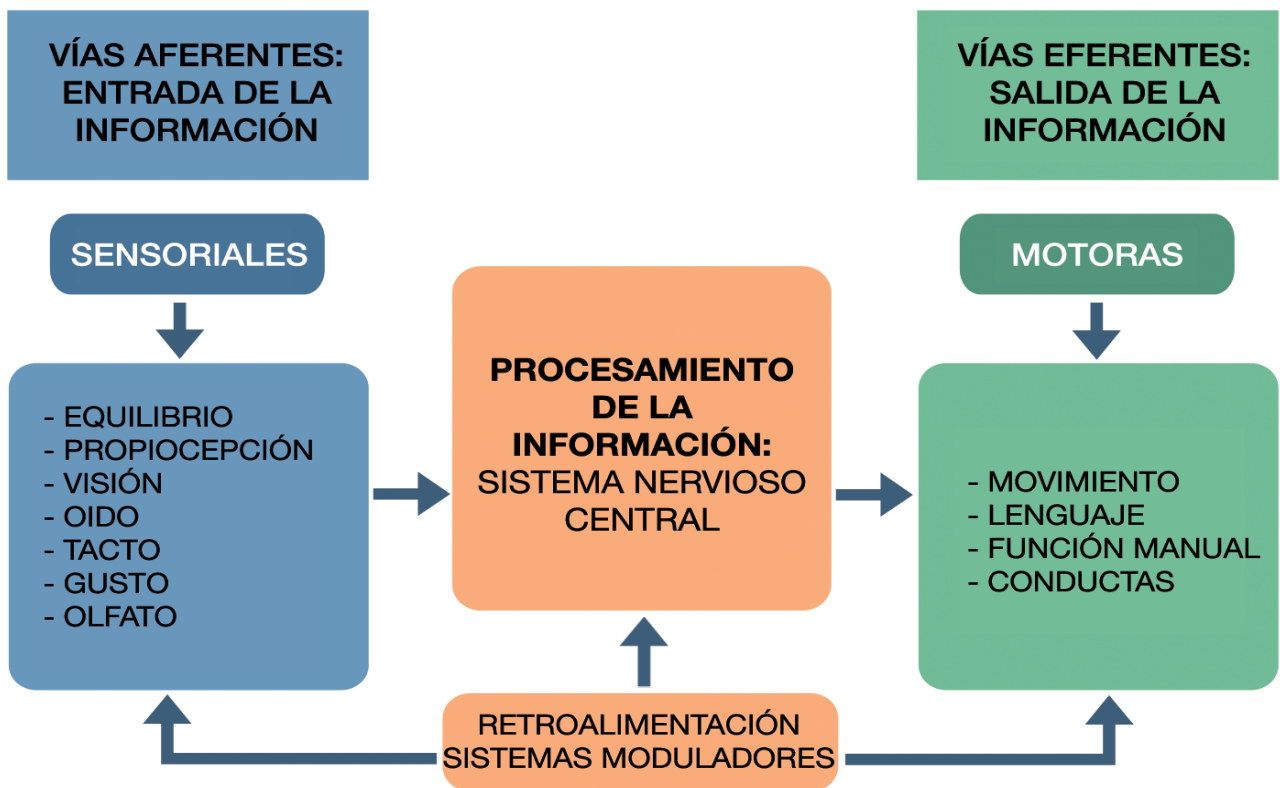 VÍAS AFERENTES:
ENTRADA DE LA
INFORMACIÓN
SENSORIALES
- EQUILIBRIO
- PROPIOCEPCIÓN
- VISIÓN
- OIDO
- TACTO
- GUSTO
- OLFATO
PROCESAMIENTO
DE LA
INFORMACIÓN:
SISTEMA NERVIOSO
CENTRAL
RETROALIMENTACIÓN
SISTEMAS MODULADORES
VÍAS EFERENTES:
SALIDA DE LA
INFORMACIÓN
MOTORAS
- MOVIMIENTO
- LENGUAJE
- FUNCIÓN MANUAL
- CONDUCTAS